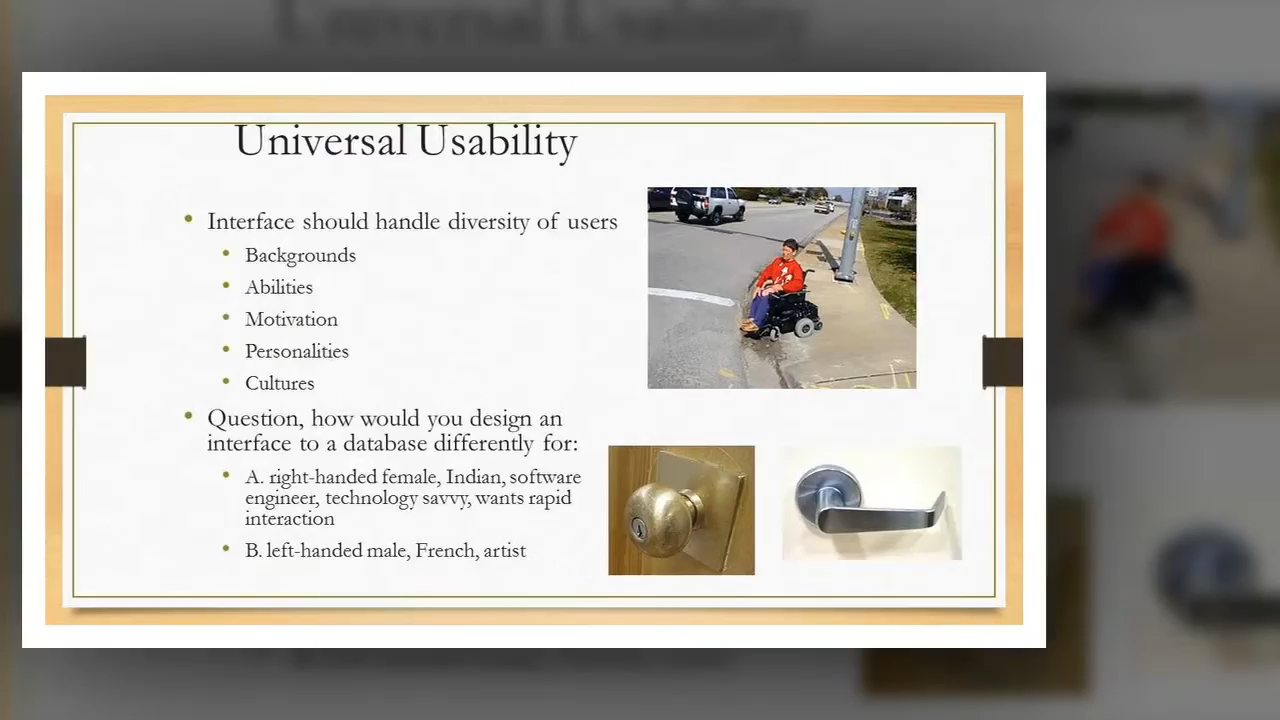 Universal Usability
• Interface should handle diversity of users
• Backgrounds
• Abilities
• Motivation
• Personalities
• Cultures
• Question, how would you design an
interface to a database differently for:
• A. right-handed female, Indian, software
engineer, technology savvy, wants rapid
interaction
• B. left-handed male, French, artist